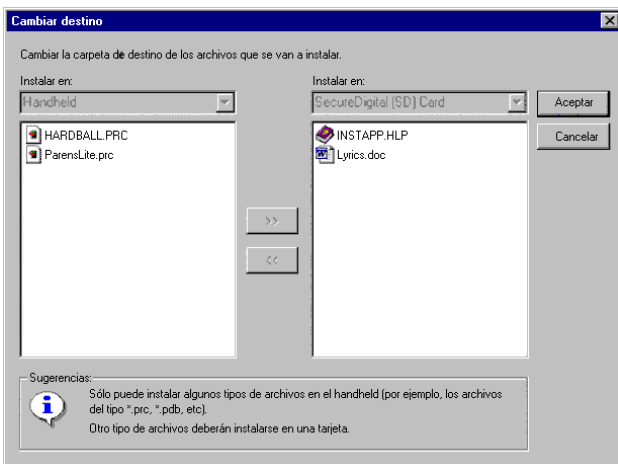 Cambiar destino
Cambiar la carpeta de destino de los archivos que se van a instalar.
Instalar en:
Instalar en:
Handheld
SecureDigital (SD) Card
Aceptar
Cancelar
HARDBALL.PRC
ParensLite.prc
INSTAPP.HLP
Lyrics.doc
>>
<<
Sugerencias:
Sólo puede instalar algunos tipos de archivos en el handheld (por ejemplo, los archivos
del tipo *.prc, *.pdb, etc).
Otro tipo de archivos deberán instalarse en una tarjeta.